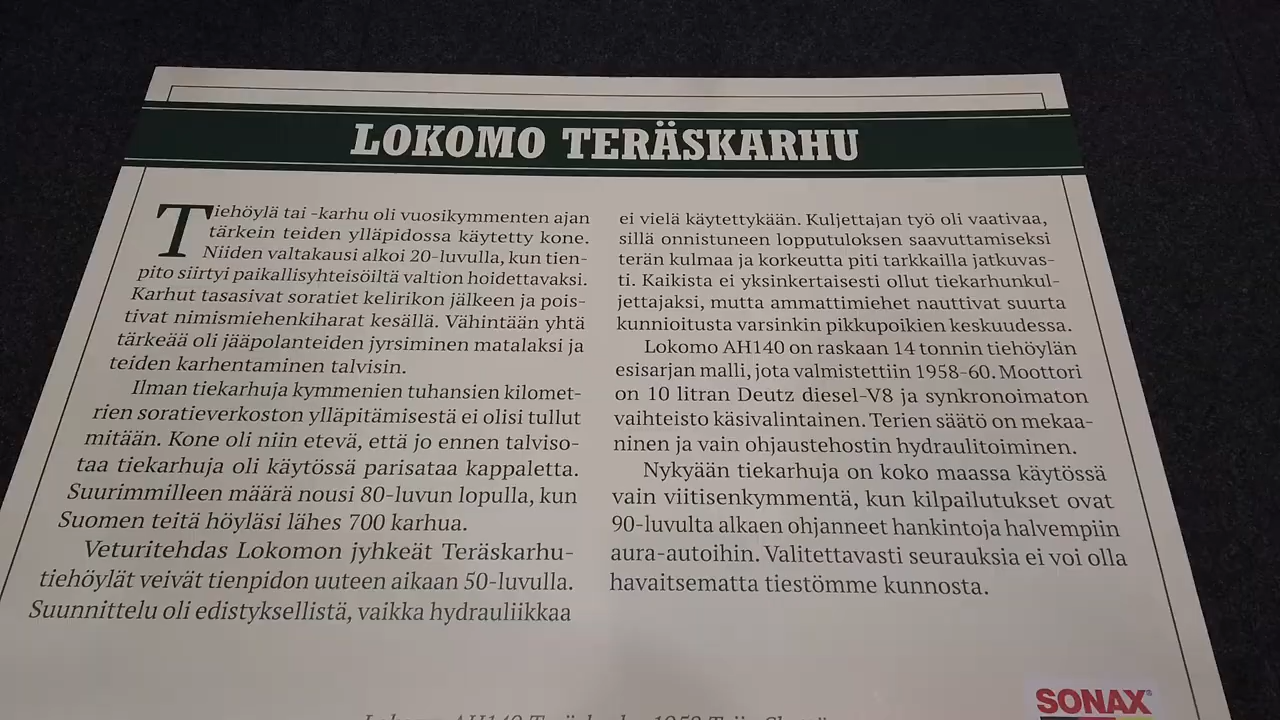 LOKOMO TERÄSKARHU
Tiehöylä tai -karhu oli vuosikymmenten ajan
tärkein teiden ylläpidossa käytetty kone.
Niiden valtakausi alkoi 20-luvulla, kun tien-
pito siirtyi paikallisyhteisöiltä valtion hoidettavaksi.
Karhut tasasivat soratiet kelirikon jälkeen ja pois-
tivat nimismiehenkiharat kesällä. Vähintään yhtä
tärkeää oli jääpolanteiden jyrsiminen matalaksi ja
teiden karhentaminen talvisin.
Ilman tiekarhuja kymmenien tuhansien kilomet-
rien soratieverkoston ylläpitämisestä ei olisi tullut
mitään. Kone oli niin etevä, että jo ennen talviso-
taa tiekarhuja oli käytössä parisataa kappaletta.
Suurimmilleen määrä nousi 80-luvun lopulla, kun
Suomen teitä höyläsi lähes 700 karhua.
Veturitehdas Lokomon jyhkeät Teräskarhu-
tiehöylät veivät tienpidon uuteen aikaan 50-luvulla.
Suunnittelu oli edistyksellistä, vaikka hydrauliikkaa
ei vielä käytettykään. Kuljettajan työ oli vaativaa,
sillä onnistuneen lopputuloksen saavuttamiseksi
terän kulmaa ja korkeutta piti tarkkailla jatkuvas-
ti. Kaikista ei yksinkertaisesti ollut tiekarhunkul-
jettajaksi, mutta ammattimiehet nauttivat suurta
kunnioitusta varsinkin pikkupoikien keskuudessa.
Lokomo AH140 on raskaan 14 tonnin tiehöylän
esisarjan malli, jota valmistettiin 1958-60. Moottori
on 10 litran Deutz diesel-V8 ja synkronoimaton
vaihteisto käsivalintainen. Terien säätö on mekaa-
ninen ja vain ohjaustehostin hydraulitoiminen.
Nykyään tiekarhuja on koko maassa käytössä
vain viitisenkymmentä, kun kilpailutukset ovat
90-luvulta alkaen ohjanneet hankintoja halvempiin
aura-autoihin. Valitettavasti seurauksia ei voi olla
havaitsematta tiestömme kunnosta.
SONAX